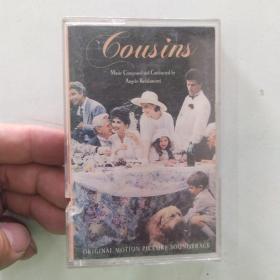 Cousins
Music Composed and Conducted by
Angelo Badalamenti
ORIGINAL MOTION PICTURE SOUNDTRACK